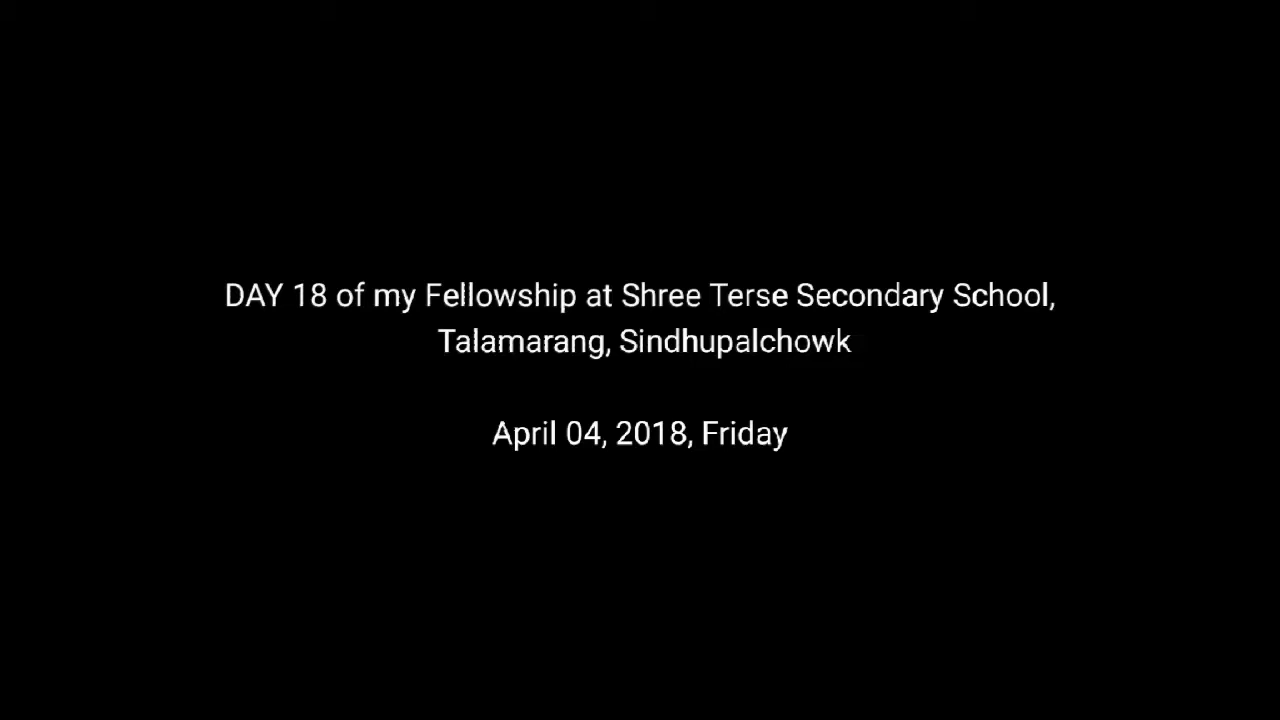 DAY 18 of my Fellowship at Shree Terse Secondary School,
Talamarang, Sindhupalchowk
April 04, 2018, Friday